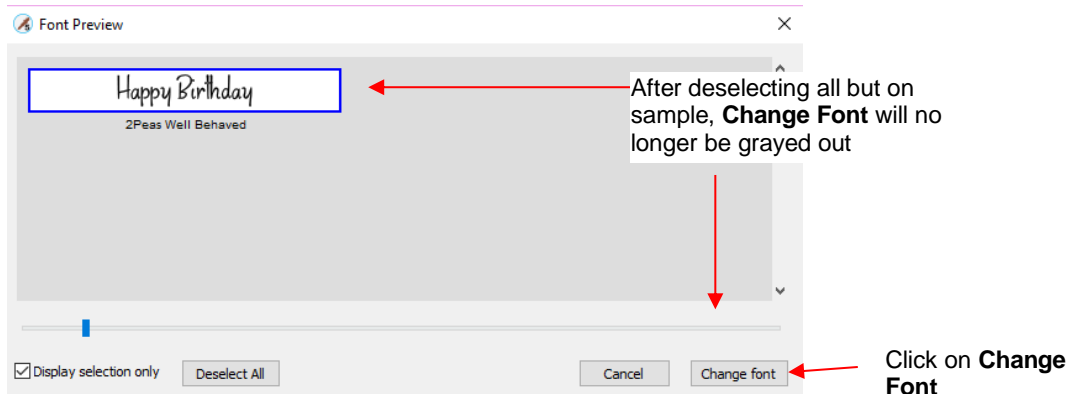 Font Preview
Happy Birthday
2Peas Well Behaved
After deselecting all but on
sample, Change Font will no
longer be grayed out
Display selection only
Deselect All
Cancel
Change font
Click on Change
Font